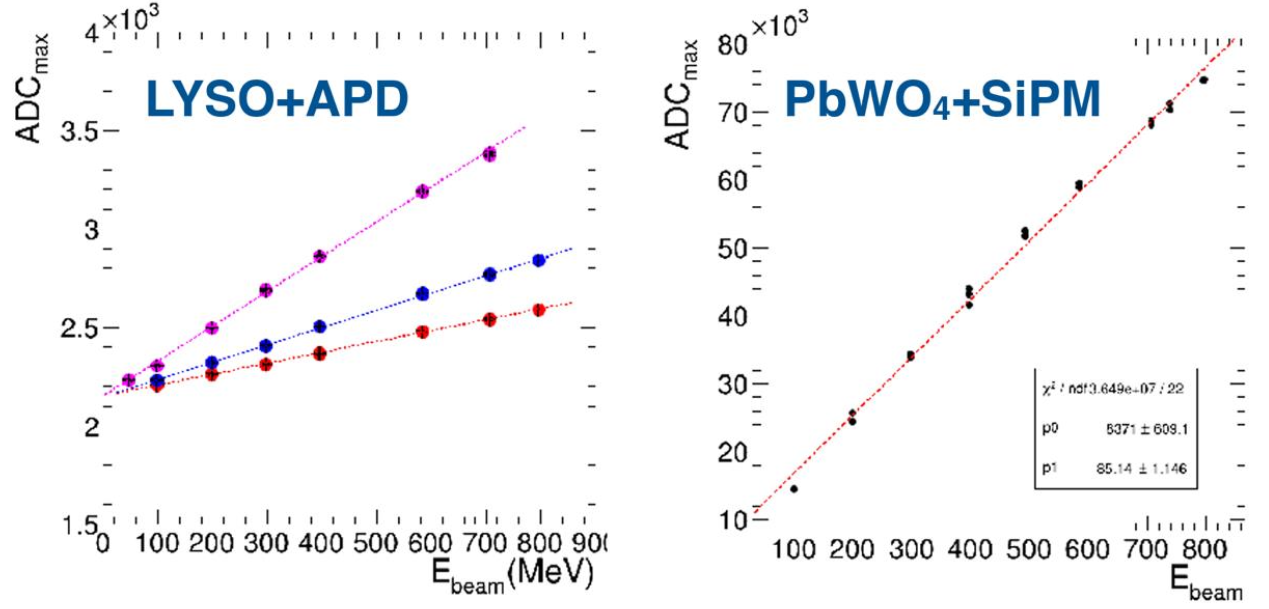 4 ×10³
ADCmax
LYSO+APD
3.5
3
2.5
2
1.5
0 100 200 300 400 500 600 700 800 900
Ebeam(MeV)
×10³
80
ADCmax
PbWO₄+SiPM
70
60
50
40
30
20
10
χ² / ndf 3.649e+07 / 22
p0 ± 609.1
p1 85.14 ± 1.146
100 200 300 400 500 600 700 800
Ebeam